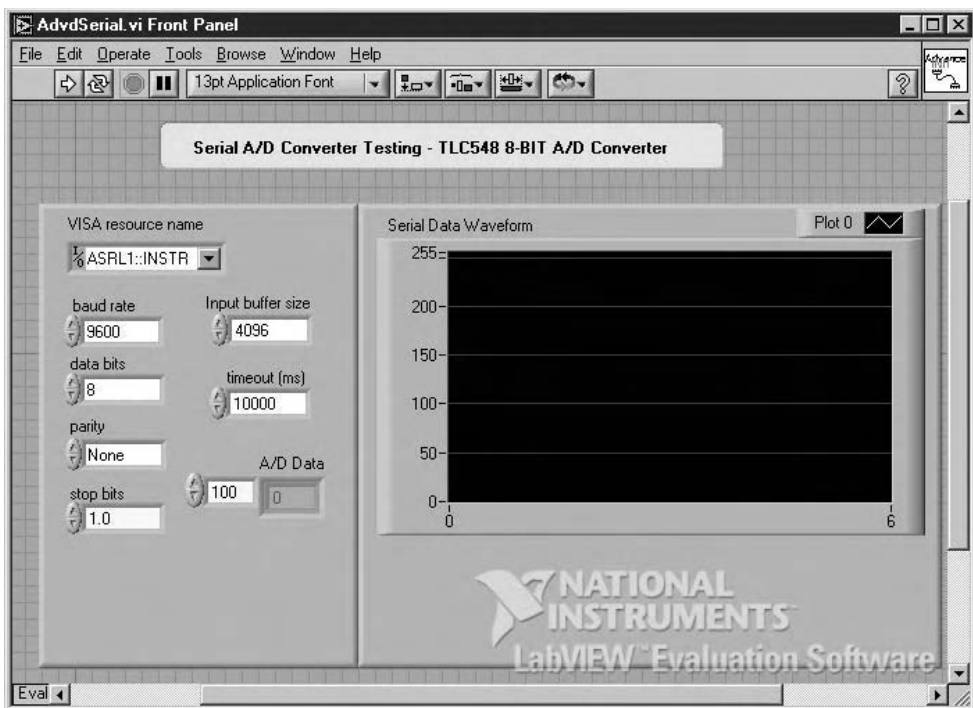 AdvdSerial.vi Front Panel
File Edit Operate Tools Browse Window Help
13pt Application Font
?
Serial A/D Converter Testing - TLC548 8-BIT A/D Converter
VISA resource name
I/0 ASRL1::INSTR
baud rate
9600
Input buffer size
4096
data bits
8
timeout (ms)
10000
parity
None
A/D Data
100
0
stop bits
1.0
Serial Data Waveform
Plot 0
255
200
150
100
50
0
0
6
NATIONAL
INSTRUMENTS
LabVIEW™ Evaluation Software
Eval